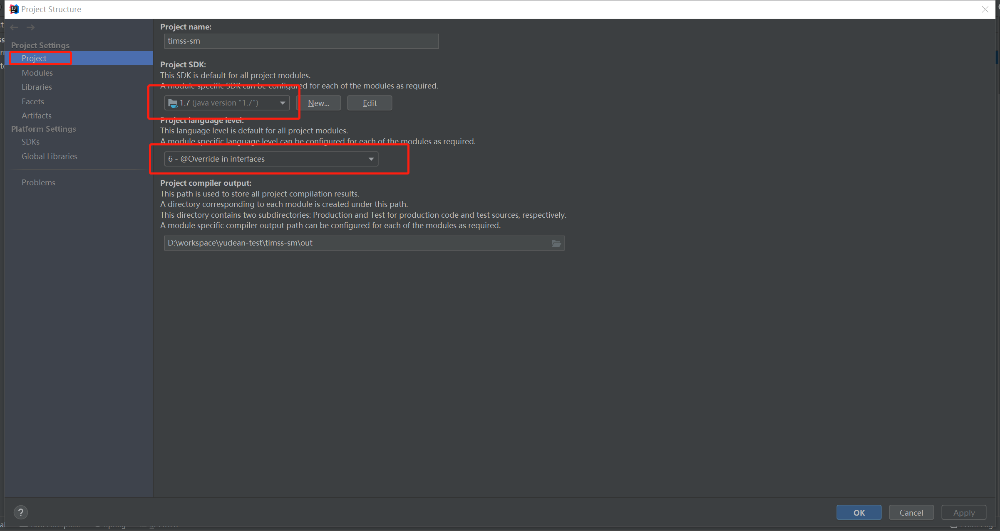 Project Structure
Project Settings
Project
Modules
Libraries
Facets
Artifacts
Platform Settings
SDKs
Global Libraries
Problems
Project name:
timss-sm
Project SDK:
This SDK is default for all project modules.
A module specific SDK can be configured for each of the modules as required.
1.7 (java version "1.7")
New...
Edit
Project language level:
This language level is default for all project modules.
A module specific language level can be configured for each of the modules as required.
6 - @Override in interfaces
Project compiler output:
This path is used to store all project compilation results.
A directory corresponding to each module is created under this path.
This directory contains two subdirectories: Production and Test for production code and test sources, respectively.
A module specific compiler output path can be configured for each of the modules as required.
D:\workspace\yudean-test\timss-sm\out
?
OK
Cancel
Apply